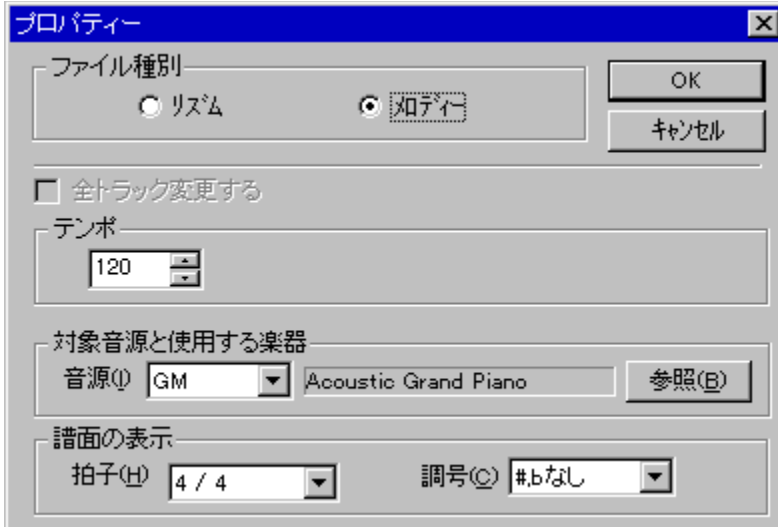 プロパティー
ファイル種別
リズム メロディー
OK
キャンセル
全トラック変更する
テンポ
120
対象音源と使用する楽器
音源(I) GM Acoustic Grand Piano 参照(B)
譜面の表示
拍子(H) 4 / 4 調号(C) #,bなし